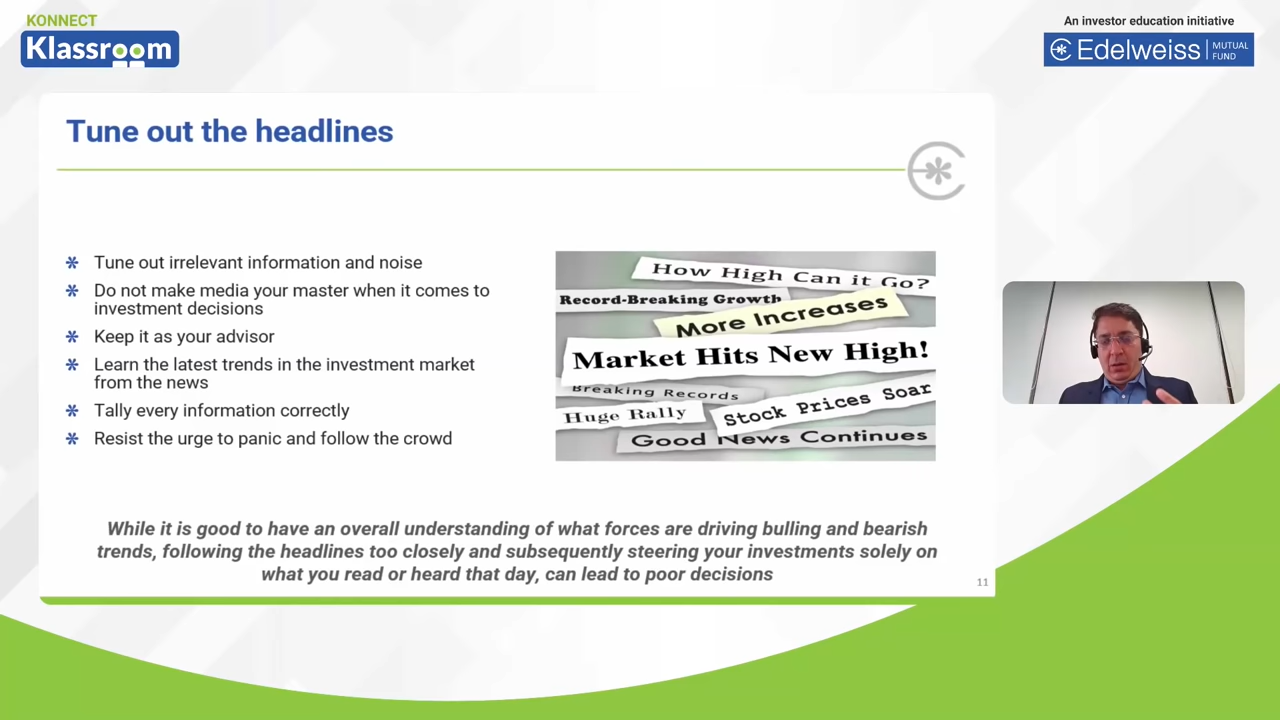 KONNECT
Klassroom
An investor education initiative
Edelweiss
MUTUAL
FUND
Tune out the headlines
Tune out irrelevant information and noise
Do not make media your master when it comes to
investment decisions
Keep it as your advisor
Learn the latest trends in the investment market
from the news
Tally every information correctly
Resist the urge to panic and follow the crowd
How High Can it Go?
Record-Breaking Growth
More Increases
Market Hits New High!
Breaking Records
Huge Rally
Stock Prices Soar
Good News Continues
While it is good to have an overall understanding of what forces are driving bulling and bearish
trends, following the headlines too closely and subsequently steering your investments solely on
what you read or heard that day, can lead to poor decisions
11